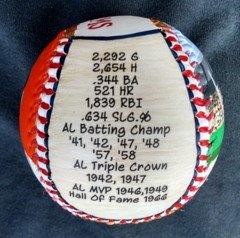 2,292 G
2,654 H
.344 BA
521 HR
1,839 RBI
.634 SLG.%
AL Batting Champ
'41, '42, '47, '48
'57, '58
AL Triple Crown
1942, 1947
AL MVP 1946,1949
Hall Of Fame 1966